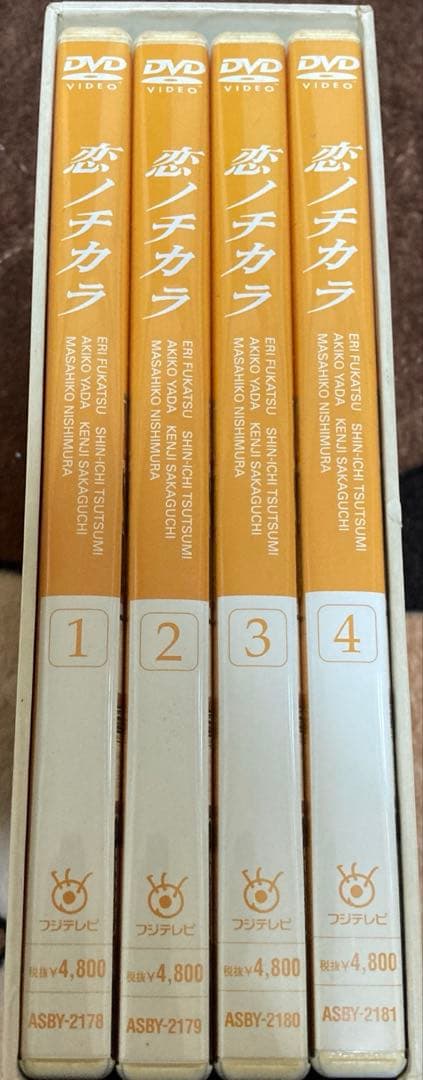 DVD
VIDEO
恋ノチカラ
ERI FUKATSU SHIN-ICHI TSUTSUMI
AKIKO YADA KENJI SAKAGUCHI
MASAHIKO NISHIMURA
1
フジテレビ
税抜¥4,800
ASBY-2178
DVD
VIDEO
恋ノチカラ
ERI FUKATSU SHIN-ICHI TSUTSUMI
AKIKO YADA KENJI SAKAGUCHI
MASAHIKO NISHIMURA
2
フジテレビ
税抜¥4,800
ASBY-2179
DVD
VIDEO
恋ノチカラ
ERI FUKATSU SHIN-ICHI TSUTSUMI
AKIKO YADA KENJI SAKAGUCHI
MASAHIKO NISHIMURA
3
フジテレビ
税抜¥4,800
ASBY-2180
DVD
VIDEO
恋ノチカラ
ERI FUKATSU SHIN-ICHI TSUTSUMI
AKIKO YADA KENJI SAKAGUCHI
MASAHIKO NISHIMURA
4
フジテレビ
税抜¥4,800
ASBY-2181